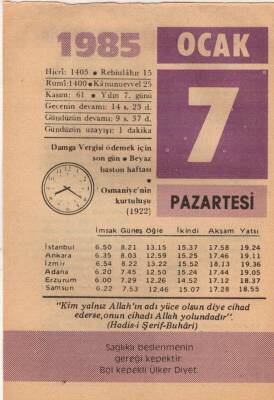 1985 OCAK
Hicrî: 1405 • Rebiülâhır 15
Rumî:1400 • Kânunuevvel 25
Kasım: 61 • Yılın 7. günü
Gecenin devamı: 14 s. 23 d.
Gündüzün devamı: 9 s. 37 d.
Gündüzün uzayışı: 1 dakika
7
Damga Vergisi ödemek için
son gün • Beyaz
baston haftası
•
Osmaniye'nin
kurtuluşu
(1922)
PAZARTESİ
İmsak Güneş Öğle İkindi Akşam Yatsı
İstanbul 6.50 8.21 13.15 15.37 17.58 19.24
Ankara 6.35 8.03 12.59 15.25 17.46 19.11
İzmir 6.54 8.22 13.22 15.52 18.13 19.36
Adana 6.20 7.45 12.50 15.24 17.44 19.05
Erzurum 6.00 7.29 12.26 14.52 17.12 18.37
Samsun 6.22 7.53 12.46 15.07 17.28 18.55
"Kim yalnız Allah'ın adı yüce olsun diye cihad
ederse, onun cihadı Allah yolundadır".
(Hadis-i Şerif-Buhâri)
Sağlıklı beslenmenin
gereği kepektir.
Bol kepekli Ülker Diyet.